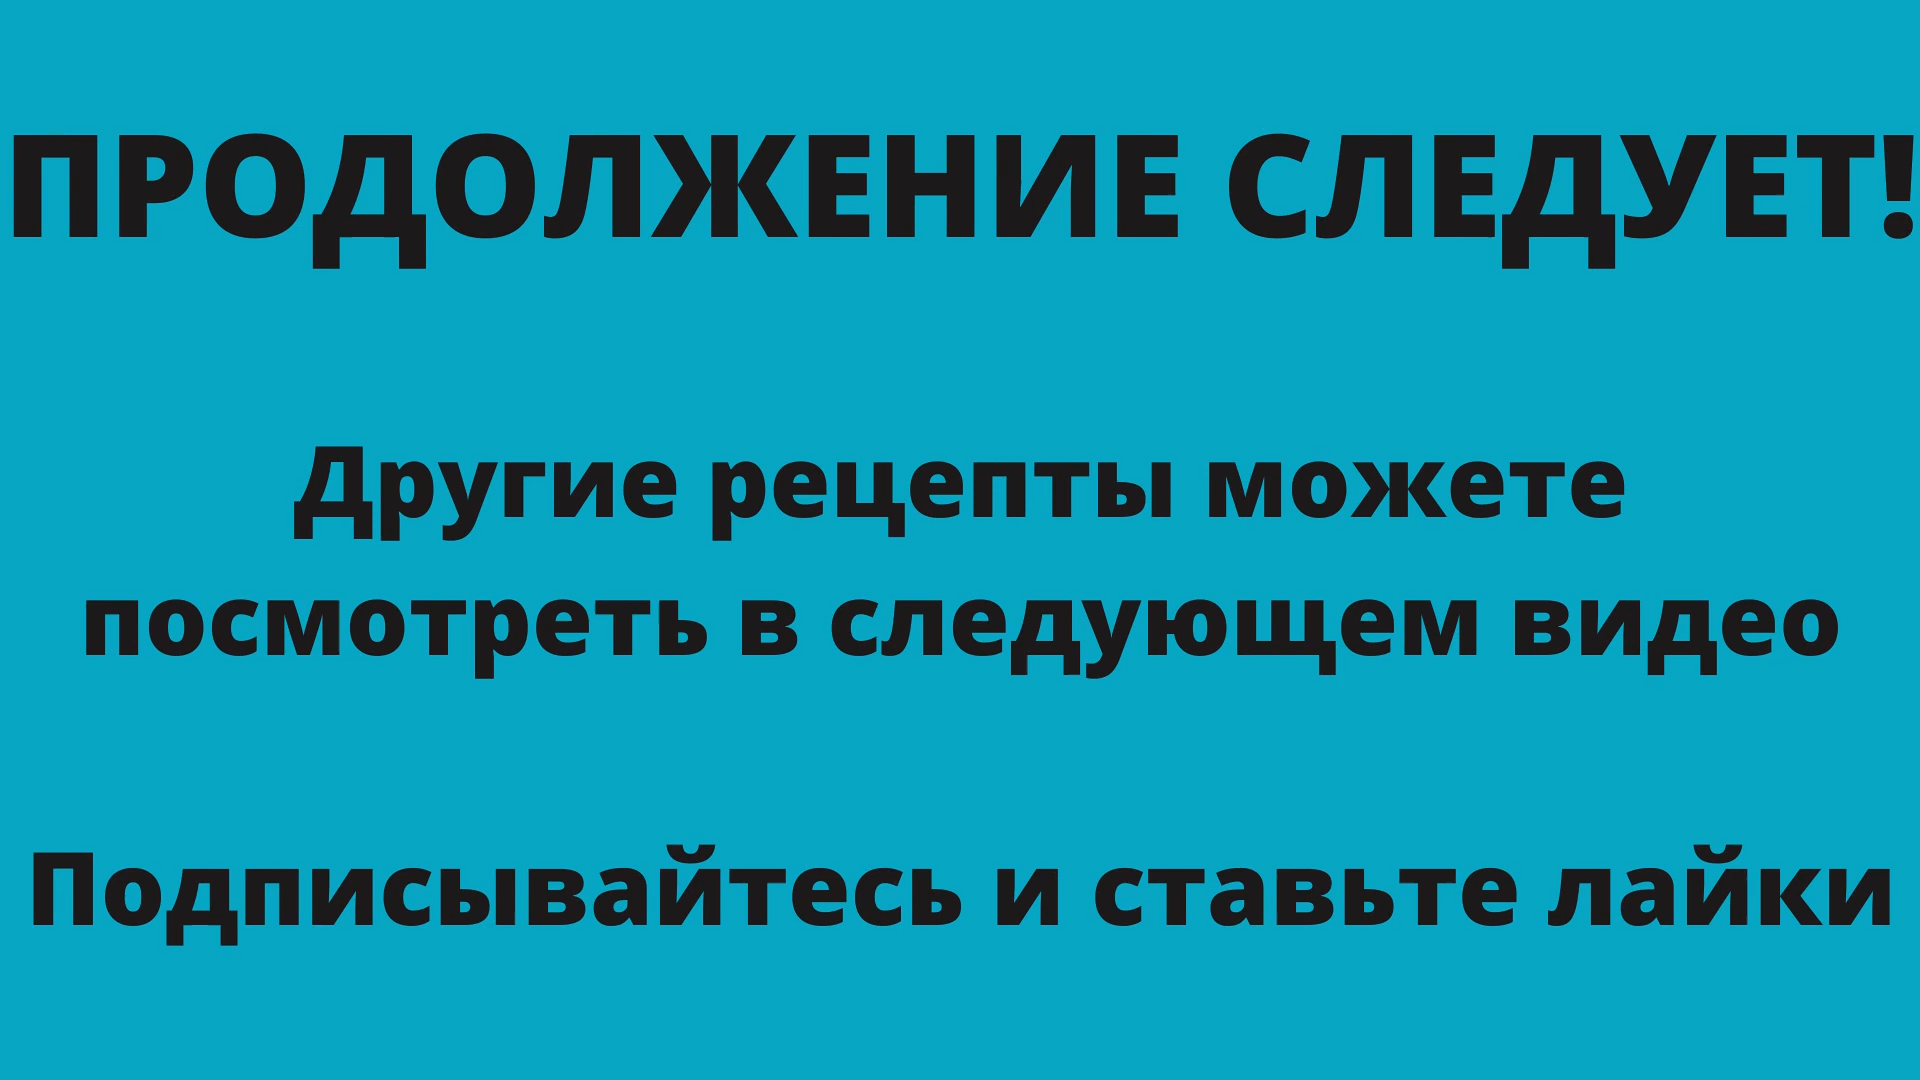 ПРОДОЛЖЕНИЕ СЛЕДУЕТ!
Другие рецепты можете
посмотреть в следующем видео
Подписывайтесь и ставьте лайки